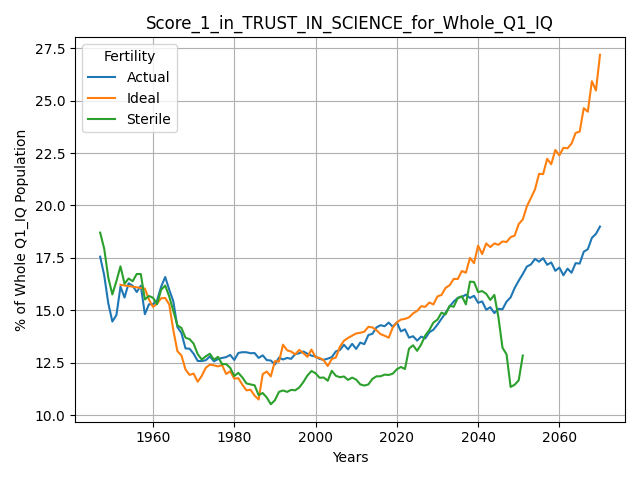 Score_1_in_TRUST_IN_SCIENCE_for_Whole_Q1_IQ
% of Whole Q1_IQ Population
27.5
25.0
22.5
20.0
17.5
15.0
12.5
10.0
Fertility
Actual
Ideal
Sterile
1960 1980 2000 2020 2040 2060
Years